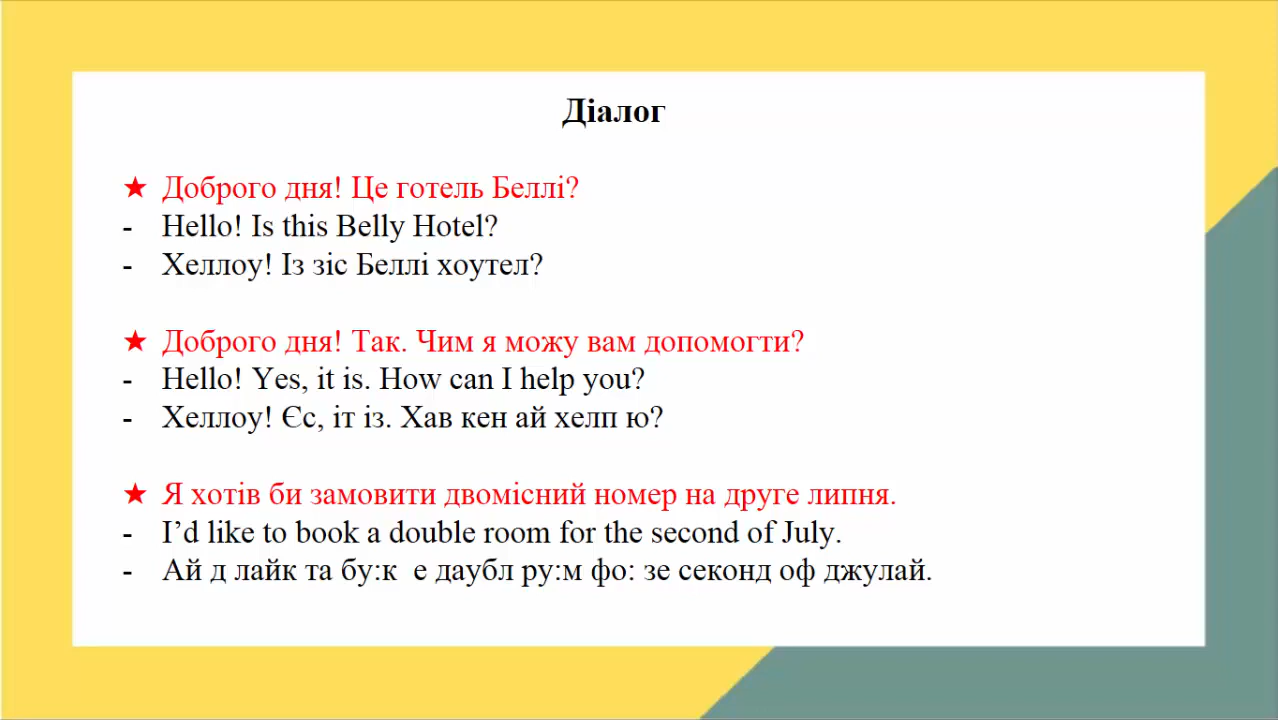 Діалог
★ Доброго дня! Це готель Беллі?
- Hello! Is this Belly Hotel?
- Хеллоу! Із зіс Беллі хоутел?
★ Доброго дня! Так. Чим я можу вам допомогти?
- Hello! Yes, it is. How can I help you?
- Хеллоу! Єс, іт із. Хав кен ай хелп ю?
★ Я хотів би замовити двомісний номер на друге липня.
- I’d like to book a double room for the second of July.
- Ай д лайк та бу:к е даубл ру:м фо: зе секонд оф джулай.